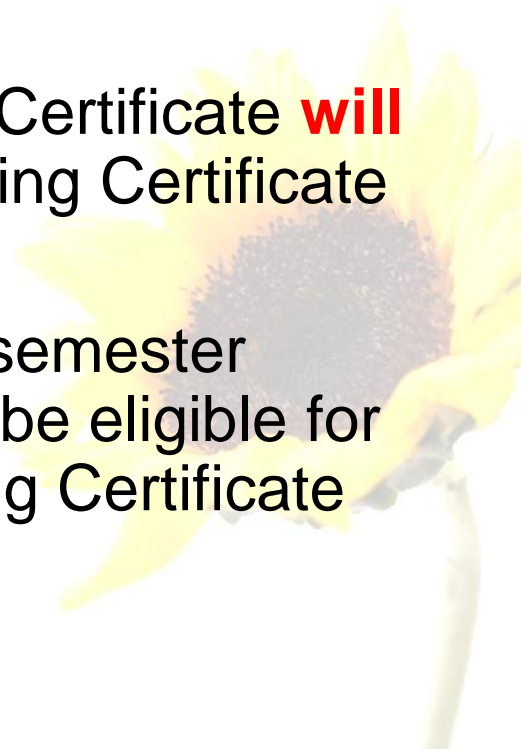 Certificate will
ing Certificate
semester
be eligible for
g Certificate